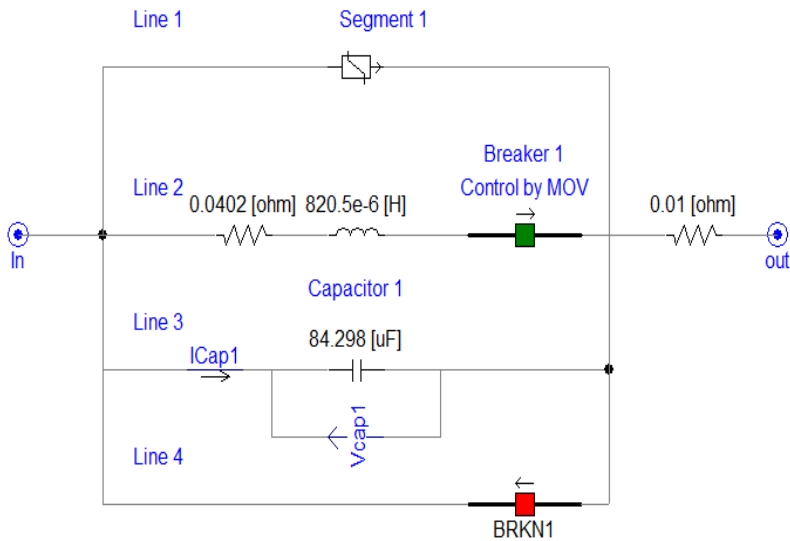 Line 1
Segment 1
Breaker 1
Control by MOV
Line 2
0.0402 [ohm]
820.5e-6 [H]
0.01 [ohm]
In
out
Capacitor 1
Line 3
84.298 [uF]
ICap1
Vcap1
Line 4
BRKN1